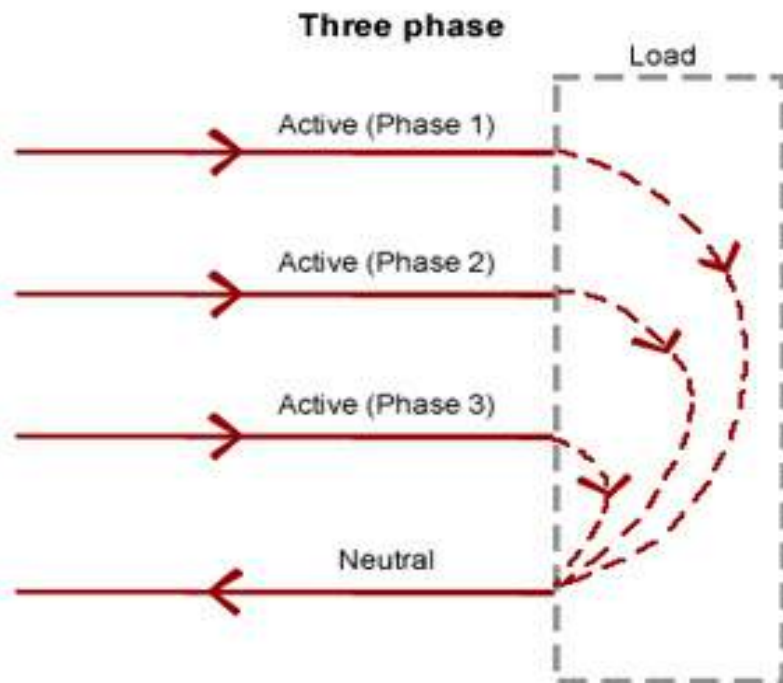 Three phase
Load
Active (Phase 1)
Active (Phase 2)
Active (Phase 3)
Neutral